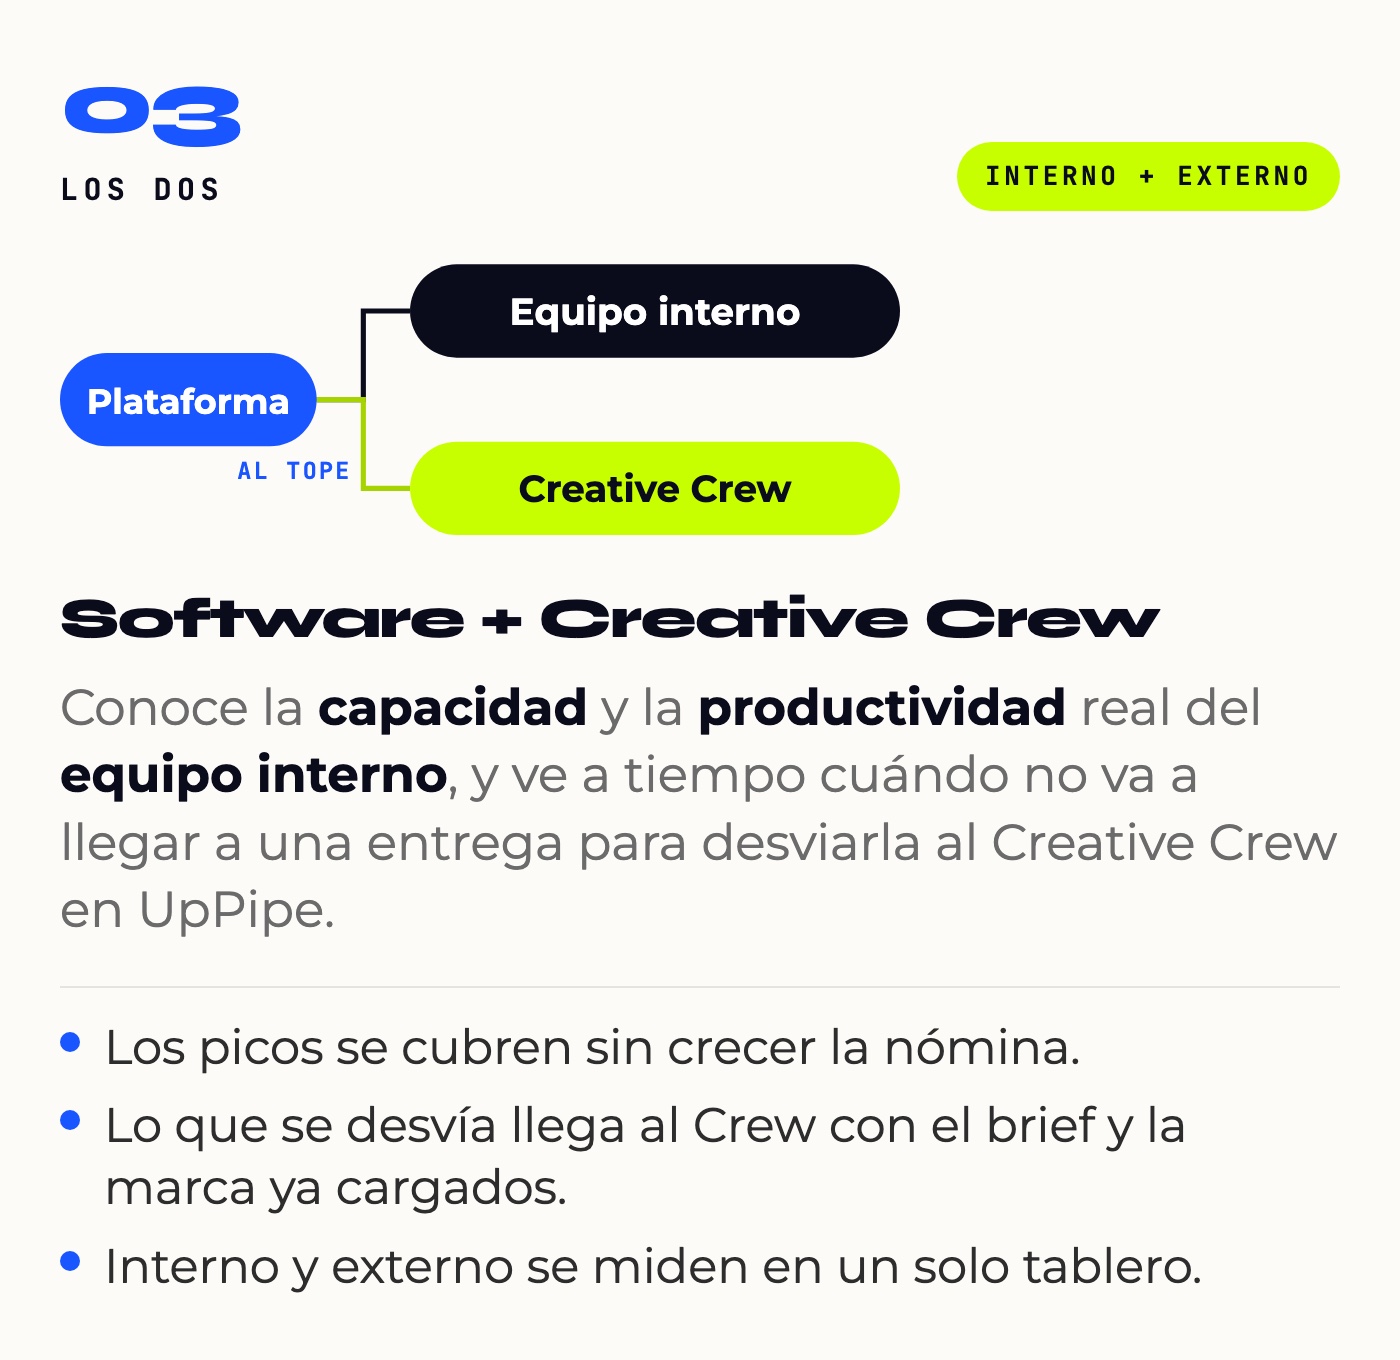 03
LOS DOS
INTERNO + EXTERNO
Equipo interno
Plataforma
AL TOPE
Creative Crew
Software + Creative Crew
Conoce la capacidad y la productividad real del
equipo interno, y ve a tiempo cuándo no va a
llegar a una entrega para desviarla al Creative Crew
en UpPipe.
Los picos se cubren sin crecer la nómina.
Lo que se desvía llega al Crew con el brief y la
marca ya cargados.
Interno y externo se miden en un solo tablero.